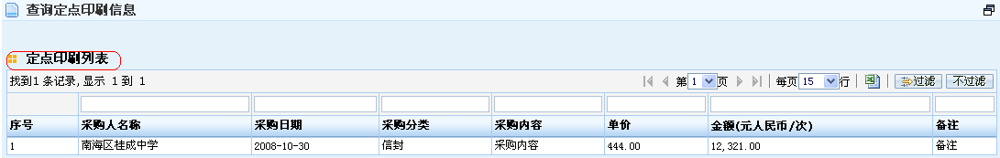 查询定点印刷信息
定点印刷列表
找到1 条记录, 显示 1 到 1 第 1 页 每页 15 行 过滤 不过滤
序号 采购人名称 采购日期 采购分类 采购内容 单价 金额(元人民币/次) 备注
1 南海区桂成中学 2008-10-30 信封 采购内容 444.00 12,321.00 备注